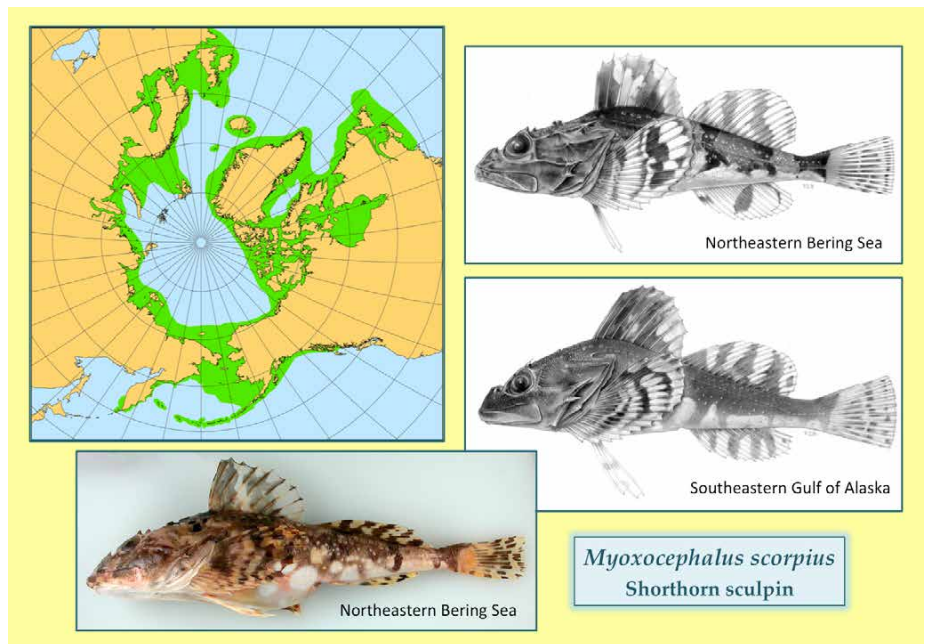 Northeastern Bering Sea
Southeastern Gulf of Alaska
Northeastern Bering Sea
Myoxocephalus scorpius
Shorthorn sculpin